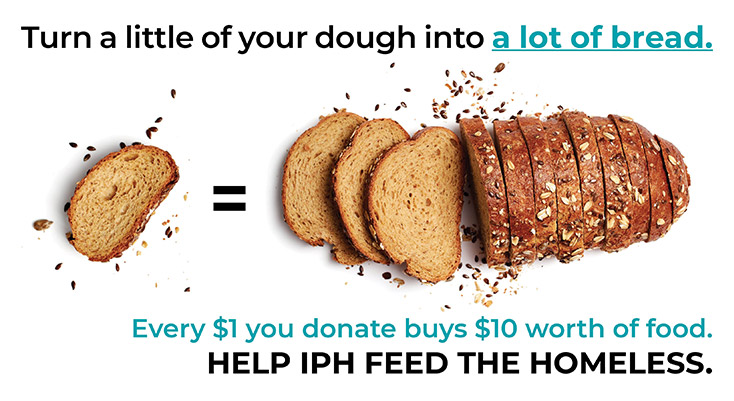 Turn a little of your dough into a lot of bread.
=
Every $1 you donate buys $10 worth of food.
HELP IPH FEED THE HOMELESS.